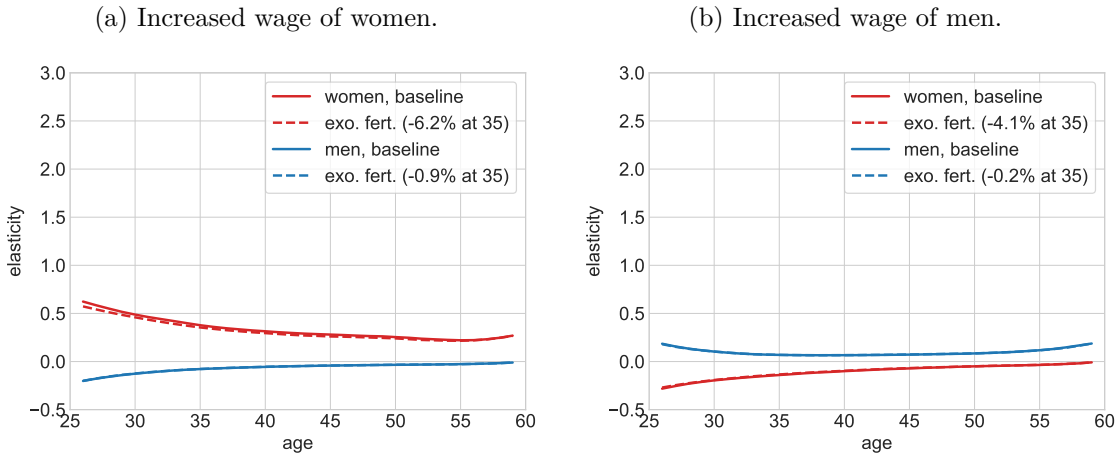 (a) Increased wage of women.
3.0
2.5
2.0
1.5
1.0
0.5
0.0
−0.5
elasticity
women, baseline
exo. fert. (-6.2% at 35)
men, baseline
exo. fert. (-0.9% at 35)
25 30 35 40 45 50 55 60
age
(b) Increased wage of men.
3.0
2.5
2.0
1.5
1.0
0.5
0.0
−0.5
elasticity
women, baseline
exo. fert. (-4.1% at 35)
men, baseline
exo. fert. (-0.2% at 35)
25 30 35 40 45 50 55 60
age